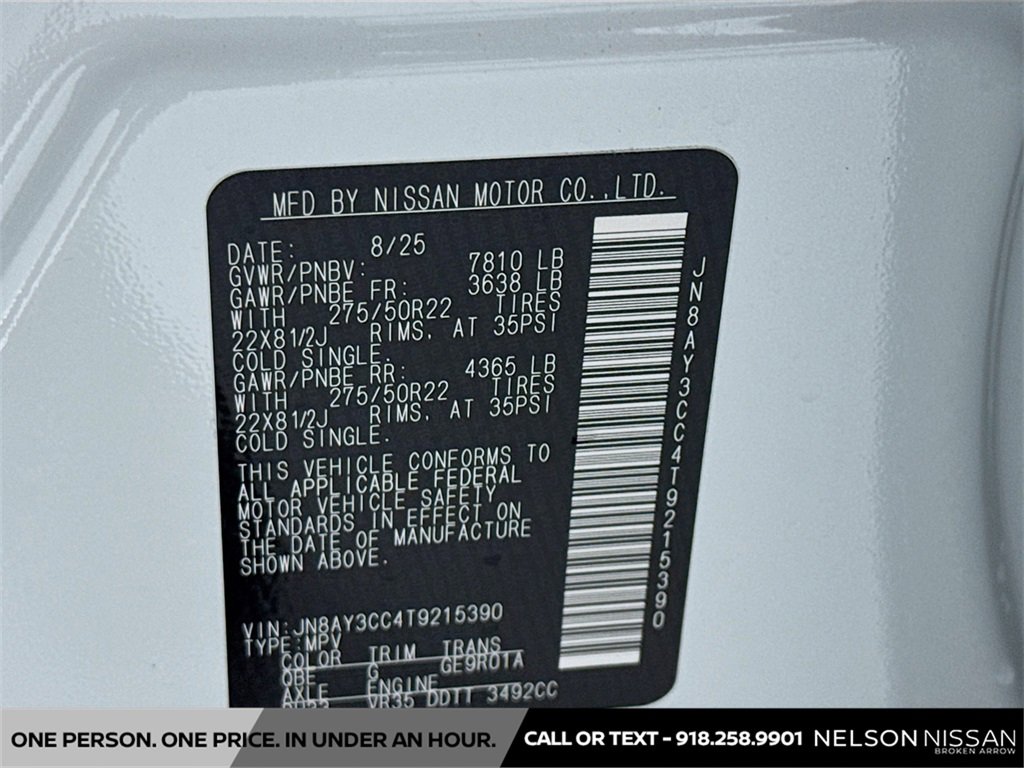 MFD BY NISSAN MOTOR CO.,LTD.
DATE: 8/25
GVWR/PNBV: 7810 LB
GAWR/PNBE FR: 3638 LB
WITH 275/50R22 TIRES
22X81/2J RIMS, AT 35PSI
COLD SINGLE.
GAWR/PNBE RR: 4365 LB
WITH 275/50R22 TIRES
22X81/2J RIMS, AT 35PSI
COLD SINGLE.
THIS VEHICLE CONFORMS TO
ALL APPLICABLE FEDERAL
MOTOR VEHICLE SAFETY
STANDARDS IN EFFECT ON
THE DATE OF MANUFACTURE
SHOWN ABOVE.
VIN:JN8AY3CC4T9215390
TYPE:MPV
COLOR TRIM TRANS
QBE G GE9R01A
AXLE ENGINE
VR35 DDTT 3492CC
JN8AY3CC4T9215390
ONE PERSON. ONE PRICE. IN UNDER AN HOUR.
CALL OR TEXT - 918.258.9901
NELSON NISSAN
BROKEN ARROW